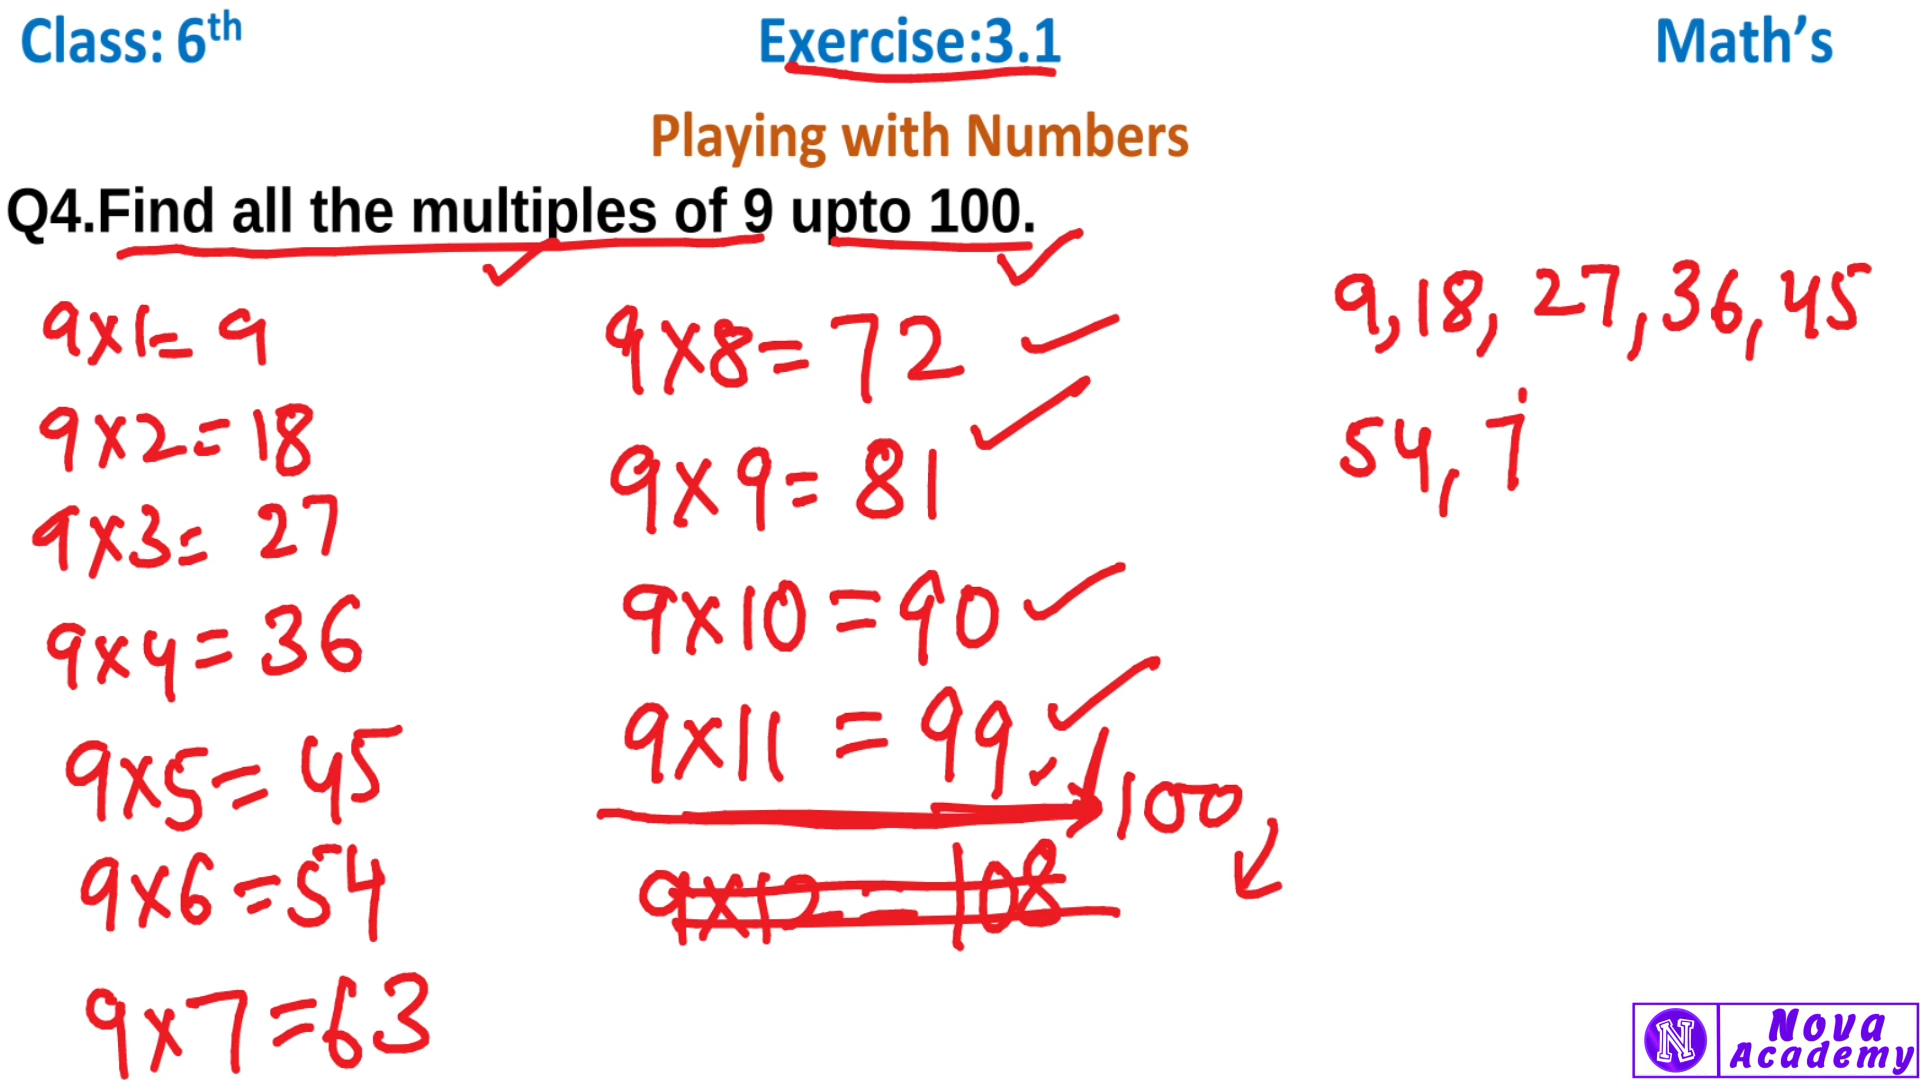 Class: 6th
Exercise:3.1
Math's
Playing with Numbers
Q4.Find all the multiples of 9 upto 100.
9x1= 9
9x2=18
9x3= 27
9x4=36
9x5= 45
9x6=54
9x7=63
9x8=72
9x9=81
9x10=90
9x11=99
100
9x12=108
9,18, 27,36,45
54, 7
N
Nova
Academy